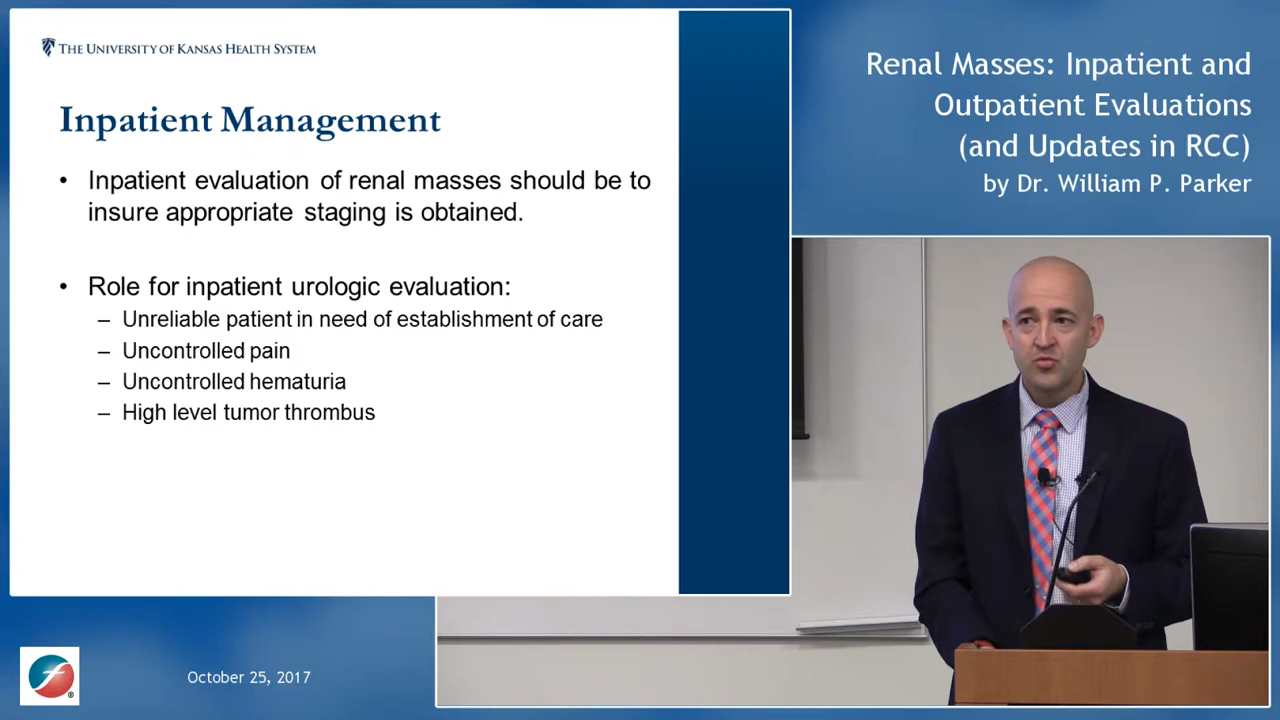 THE UNIVERSITY OF KANSAS HEALTH SYSTEM
Inpatient Management
• Inpatient evaluation of renal masses should be to
insure appropriate staging is obtained.
• Role for inpatient urologic evaluation:
– Unreliable patient in need of establishment of care
– Uncontrolled pain
– Uncontrolled hematuria
– High level tumor thrombus
Renal Masses: Inpatient and
Outpatient Evaluations
(and Updates in RCC)
by Dr. William P. Parker
October 25, 2017
®